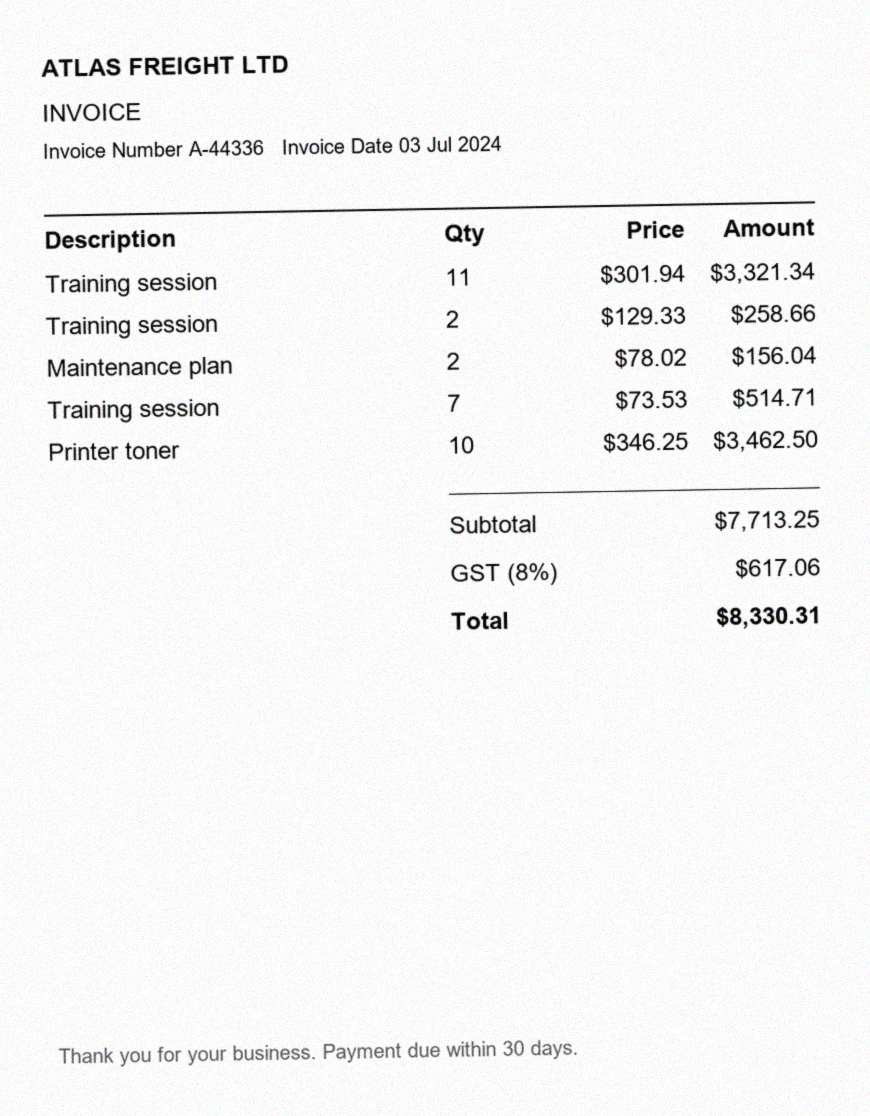 ATLAS FREIGHT LTD
INVOICE
Invoice Number A-44336 Invoice Date 03 Jul 2024
Description Qty Price Amount
Training session 11 $301.94 $3,321.34
Training session 2 $129.33 $258.66
Maintenance plan 2 $78.02 $156.04
Training session 7 $73.53 $514.71
Printer toner 10 $346.25 $3,462.50
Subtotal $7,713.25
GST (8%) $617.06
Total $8,330.31
Thank you for your business. Payment due within 30 days.